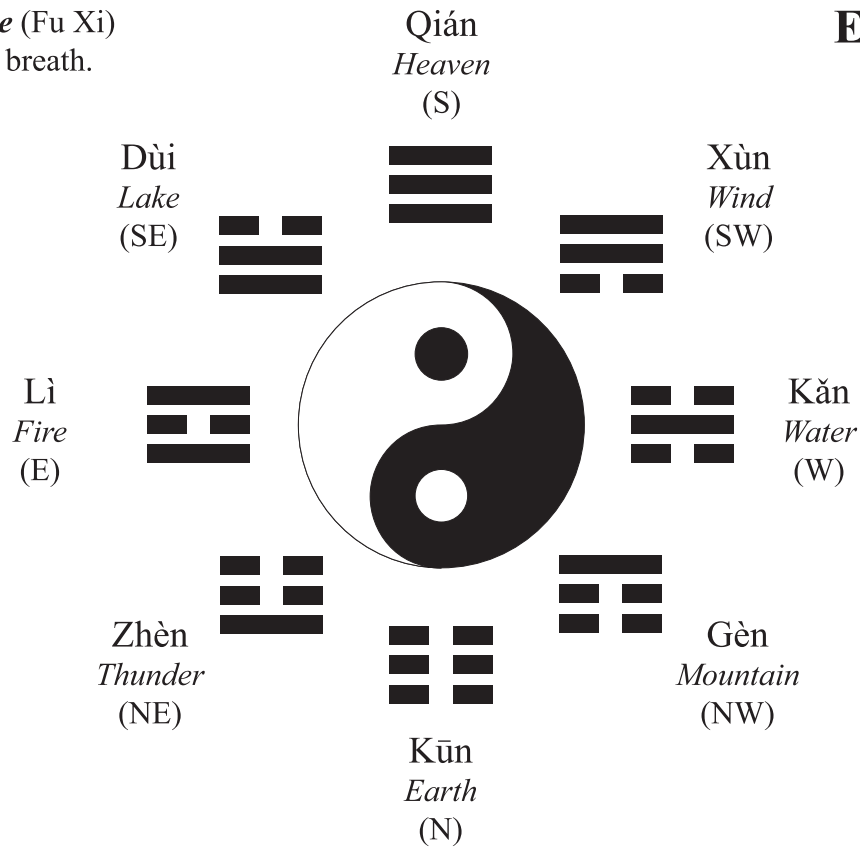 e (Fu Xi)
breath.
E
Qián
Heaven
(S)
Dùi
Lake
(SE)
Xùn
Wind
(SW)
Lì
Fire
(E)
Kǎn
Water
(W)
Zhèn
Thunder
(NE)
Gèn
Mountain
(NW)
Kūn
Earth
(N)